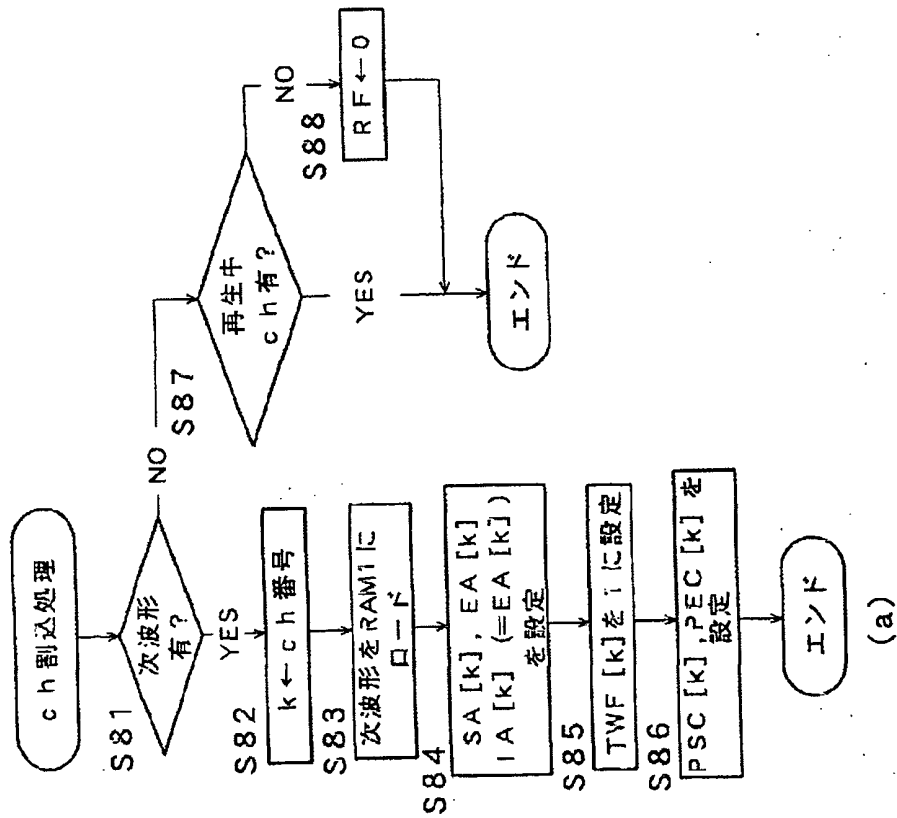 ch割込処理
S81
次波形
有?
NO
YES
S82
k←ch番号
S83
次波形をRAMiに
ロード
S84
SA[k],EA[k]
IA[k](=EA[k])
を設定
S85
TWF[k]をiに設定
S86
PSC[k],PEC[k]を
設定
エンド
S87
再生中
ch有?
NO
YES
S88
RF←0
エンド
(a)